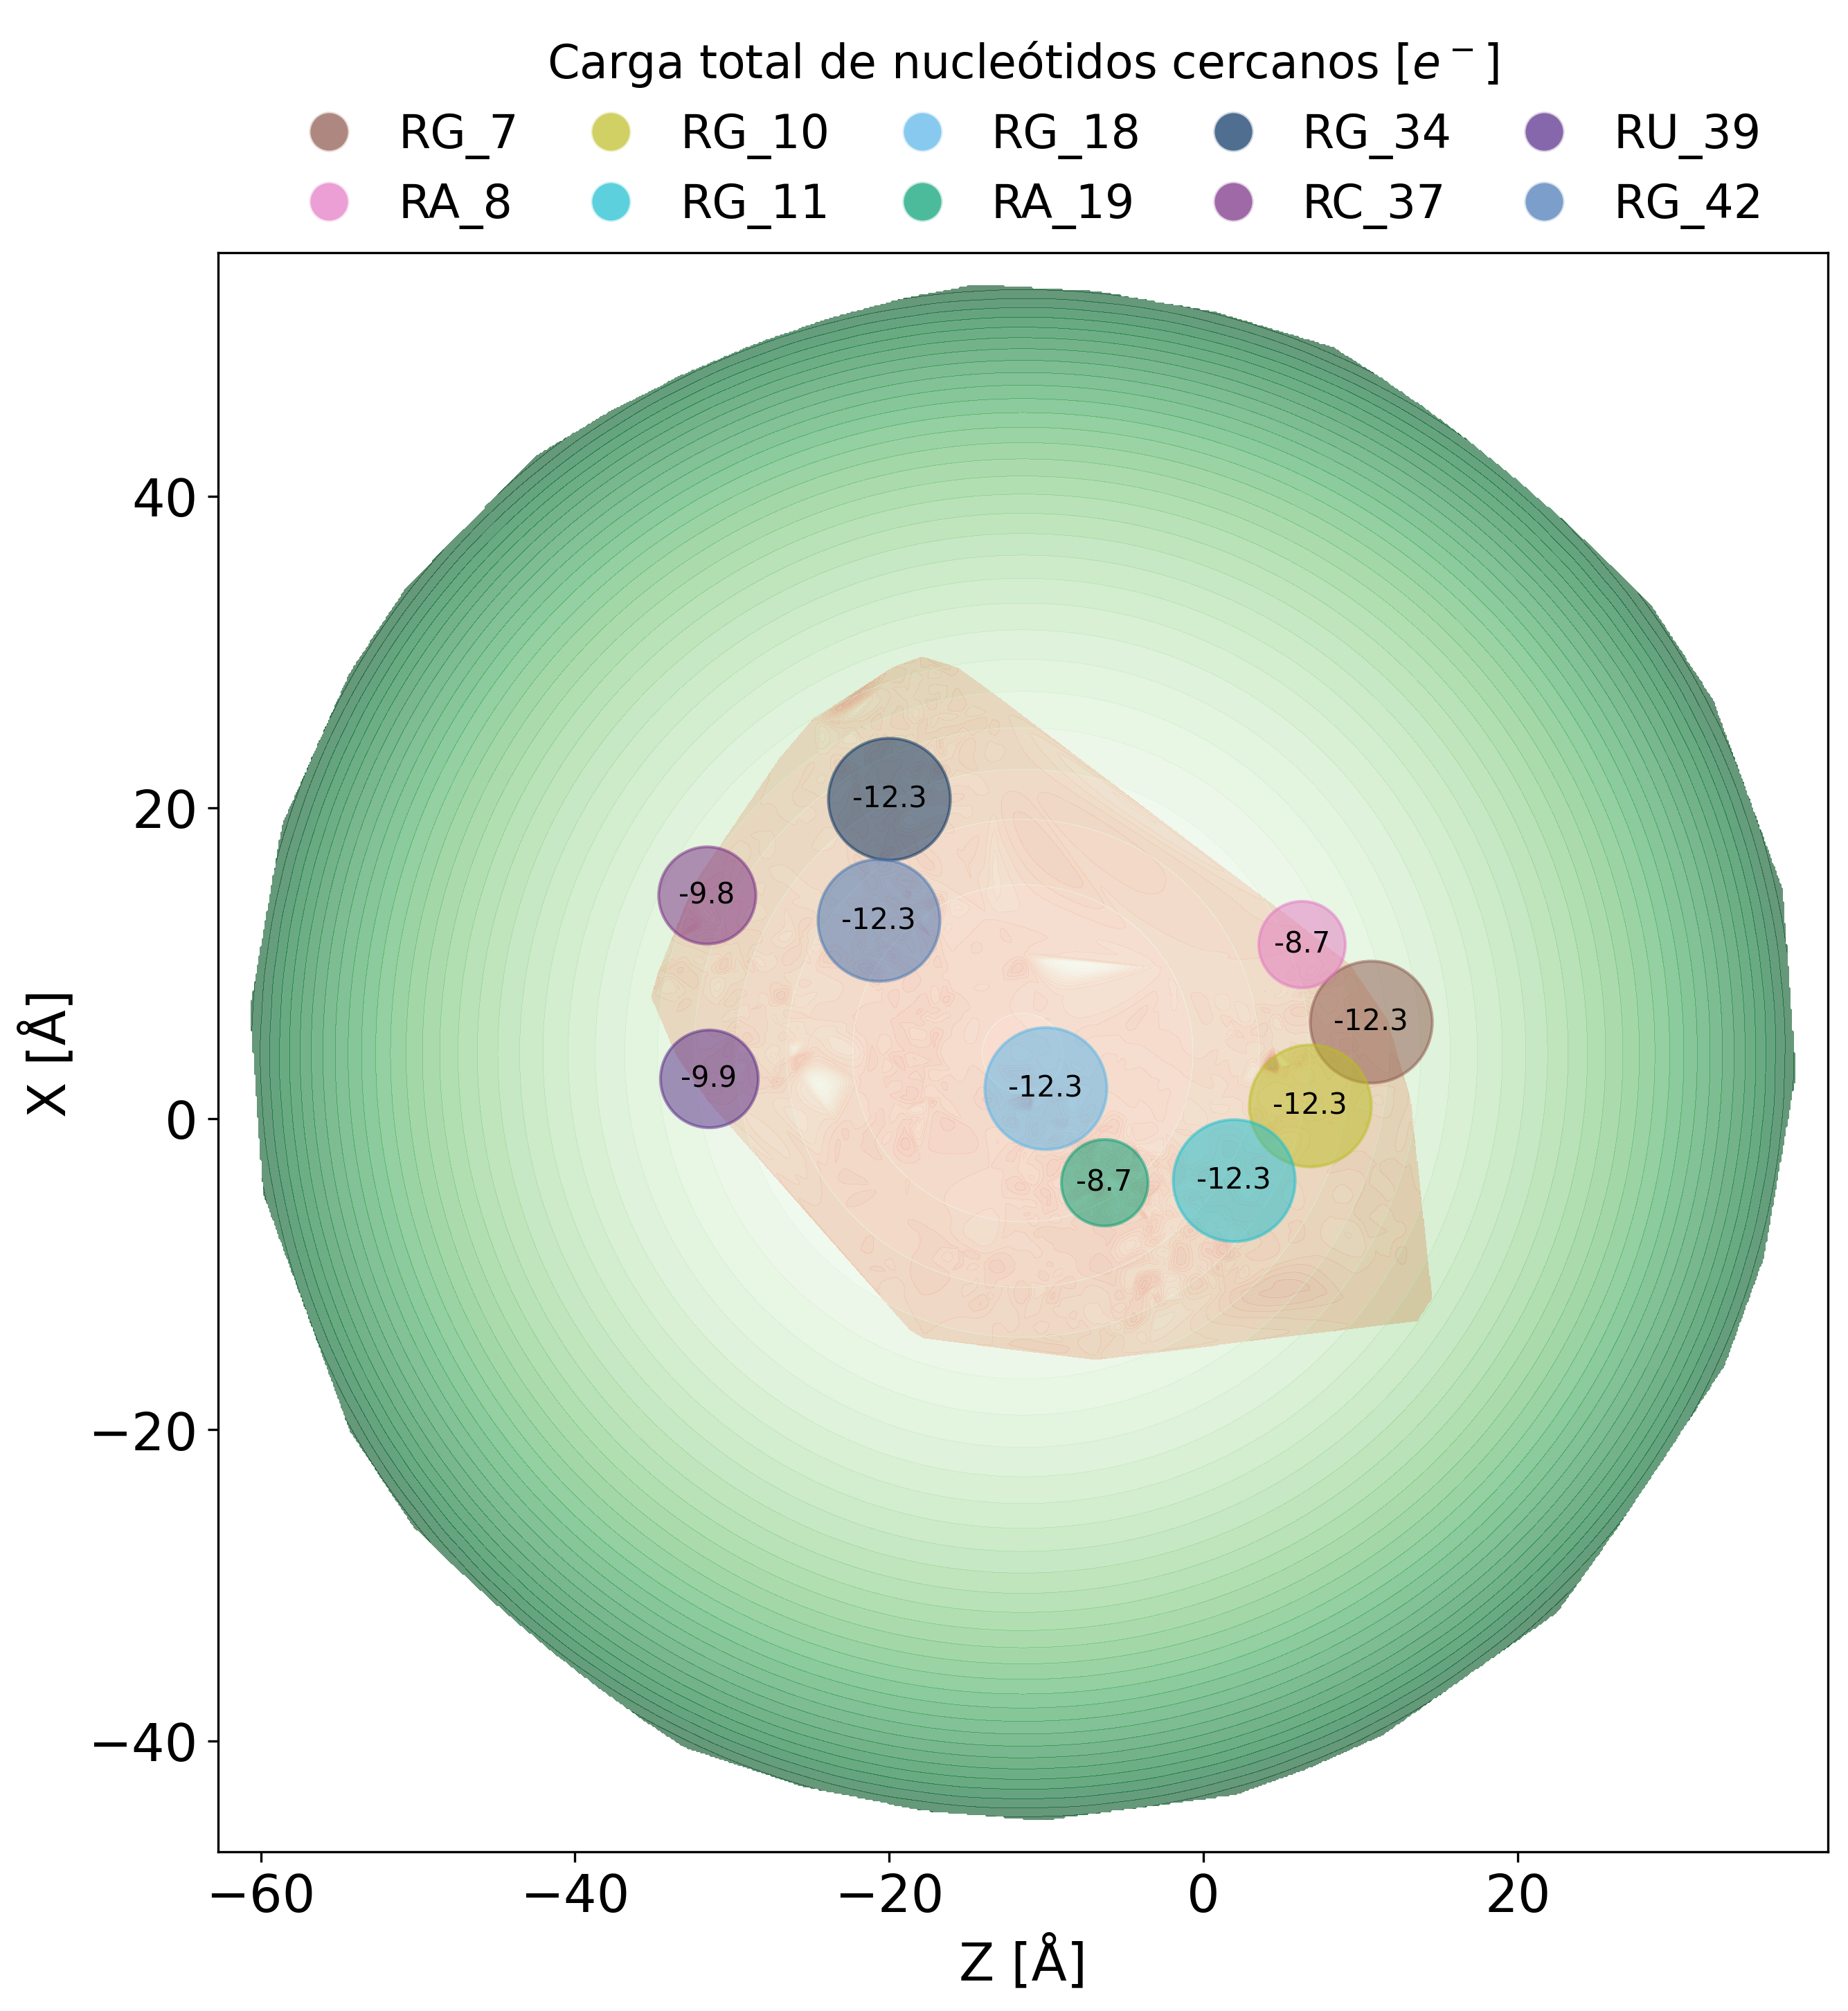 Carga total de nucleótidos cercanos [e⁻]
RG_7 RG_10 RG_18 RG_34 RU_39
RA_8 RG_11 RA_19 RC_37 RG_42
40
20
0
−20
−40
X [Å]
-12.3
-9.8
-12.3
-8.7
-12.3
-9.9
-12.3
-12.3
-8.7
-12.3
−60 −40 −20 0 20
Z [Å]